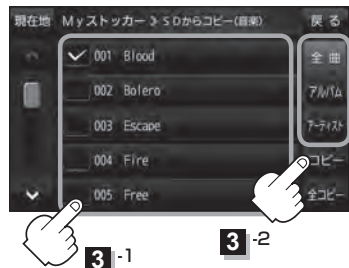 現在地 Myストッカー > SDからコピー(音楽) 戻る
001 Blood
002 Bolero
003 Escape
004 Fire
005 Free
全曲
アルバム
アーティスト
コピー
全コピー
3 -1
3 -2